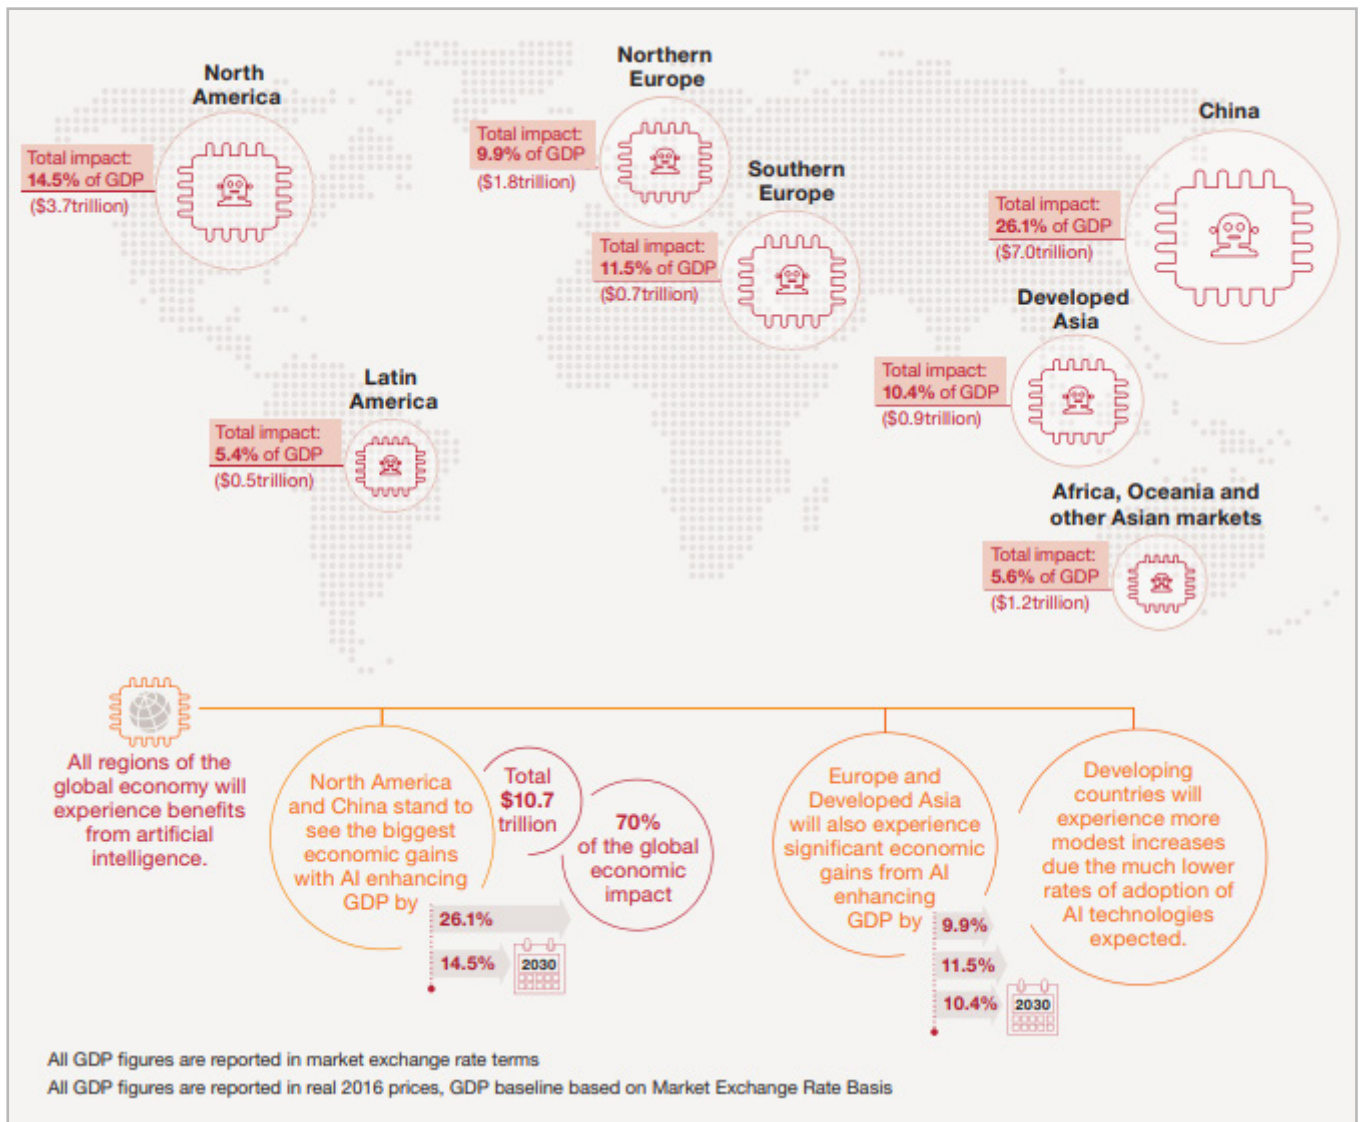 North
America
Total impact:
14.5% of GDP
($3.7trillion)
Northern
Europe
Total impact:
9.9% of GDP
($1.8trillion)
Southern
Europe
Total impact:
11.5% of GDP
($0.7trillion)
China
Total impact:
26.1% of GDP
($7.0trillion)
Developed
Asia
Total impact:
10.4% of GDP
($0.9trillion)
Latin
America
Total impact:
5.4% of GDP
($0.5trillion)
Africa, Oceania and
other Asian markets
Total impact:
5.6% of GDP
($1.2trillion)
All regions of the
global economy will
experience benefits
from artificial
intelligence.
North America
and China stand to
see the biggest
economic gains
with AI enhancing
GDP by
26.1%
14.5%
2030
Total
$10.7
trillion
70%
of the global
economic
impact
Europe and
Developed Asia
will also experience
significant economic
gains from AI
enhancing
GDP by
9.9%
11.5%
10.4%
2030
Developing
countries will
experience more
modest increases
due the much lower
rates of adoption of
AI technologies
expected.
All GDP figures are reported in market exchange rate terms
All GDP figures are reported in real 2016 prices, GDP baseline based on Market Exchange Rate Basis